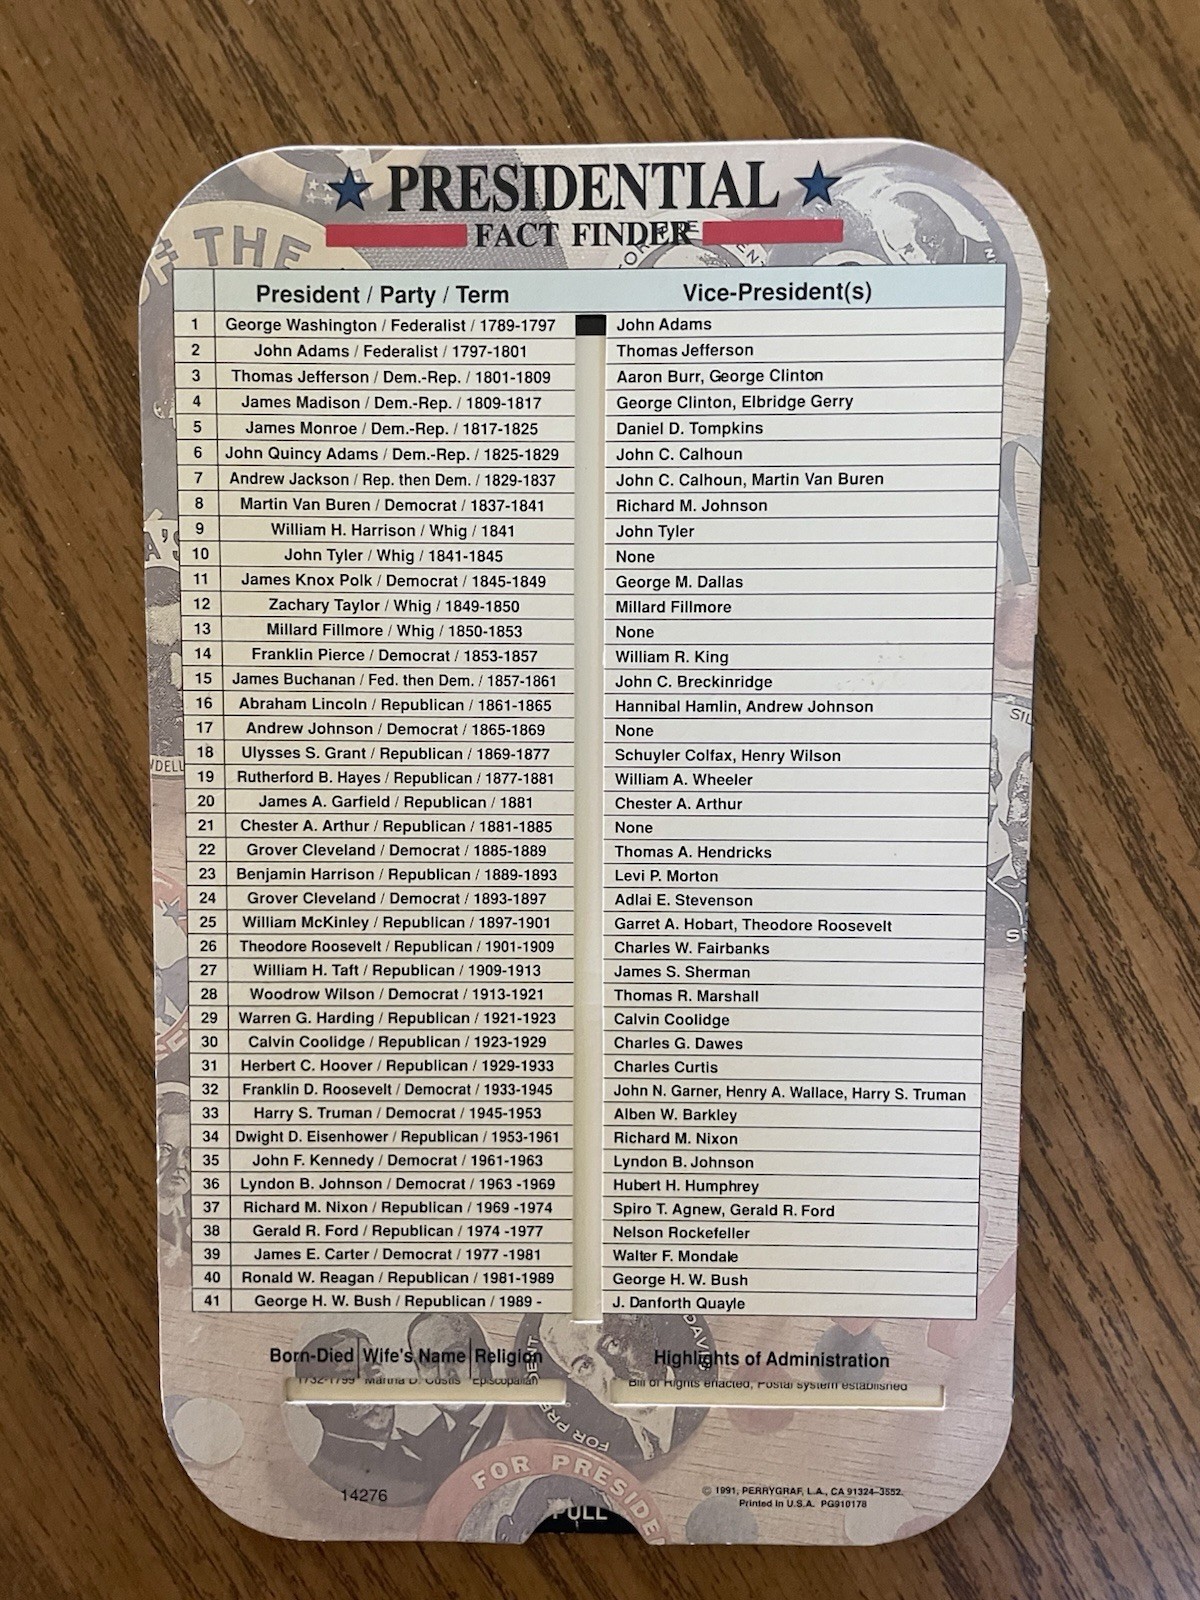 PRESIDENTIAL
FACT FINDER
President / Party / Term Vice-President(s)
1 George Washington / Federalist / 1789-1797 John Adams
2 John Adams / Federalist / 1797-1801 Thomas Jefferson
3 Thomas Jefferson / Dem.-Rep. / 1801-1809 Aaron Burr, George Clinton
4 James Madison / Dem.-Rep. / 1809-1817 George Clinton, Elbridge Gerry
5 James Monroe / Dem.-Rep. / 1817-1825 Daniel D. Tompkins
6 John Quincy Adams / Dem.-Rep. / 1825-1829 John C. Calhoun
7 Andrew Jackson / Rep. then Dem. / 1829-1837 John C. Calhoun, Martin Van Buren
8 Martin Van Buren / Democrat / 1837-1841 Richard M. Johnson
9 William H. Harrison / Whig / 1841 John Tyler
10 John Tyler / Whig / 1841-1845 None
11 James Knox Polk / Democrat / 1845-1849 George M. Dallas
12 Zachary Taylor / Whig / 1849-1850 Millard Fillmore
13 Millard Fillmore / Whig / 1850-1853 None
14 Franklin Pierce / Democrat / 1853-1857 William R. King
15 James Buchanan / Fed. then Dem. / 1857-1861 John C. Breckinridge
16 Abraham Lincoln / Republican / 1861-1865 Hannibal Hamlin, Andrew Johnson
17 Andrew Johnson / Democrat / 1865-1869 None
18 Ulysses S. Grant / Republican / 1869-1877 Schuyler Colfax, Henry Wilson
19 Rutherford B. Hayes / Republican / 1877-1881 William A. Wheeler
20 James A. Garfield / Republican / 1881 Chester A. Arthur
21 Chester A. Arthur / Republican / 1881-1885 None
22 Grover Cleveland / Democrat / 1885-1889 Thomas A. Hendricks
23 Benjamin Harrison / Republican / 1889-1893 Levi P. Morton
24 Grover Cleveland / Democrat / 1893-1897 Adlai E. Stevenson
25 William McKinley / Republican / 1897-1901 Garret A. Hobart, Theodore Roosevelt
26 Theodore Roosevelt / Republican / 1901-1909 Charles W. Fairbanks
27 William H. Taft / Republican / 1909-1913 James S. Sherman
28 Woodrow Wilson / Democrat / 1913-1921 Thomas R. Marshall
29 Warren G. Harding / Republican / 1921-1923 Calvin Coolidge
30 Calvin Coolidge / Republican / 1923-1929 Charles G. Dawes
31 Herbert C. Hoover / Republican / 1929-1933 Charles Curtis
32 Franklin D. Roosevelt / Democrat / 1933-1945 John N. Garner, Henry A. Wallace, Harry S. Truman
33 Harry S. Truman / Democrat / 1945-1953 Alben W. Barkley
34 Dwight D. Eisenhower / Republican / 1953-1961 Richard M. Nixon
35 John F. Kennedy / Democrat / 1961-1963 Lyndon B. Johnson
36 Lyndon B. Johnson / Democrat / 1963 -1969 Hubert H. Humphrey
37 Richard M. Nixon / Republican / 1969 -1974 Spiro T. Agnew, Gerald R. Ford
38 Gerald R. Ford / Republican / 1974 -1977 Nelson Rockefeller
39 James E. Carter / Democrat / 1977 -1981 Walter F. Mondale
40 Ronald W. Reagan / Republican / 1981-1989 George H. W. Bush
41 George H. W. Bush / Republican / 1989 - J. Danforth Quayle
Born-Died Wife's Name Religion Highlights of Administration
1732-1799 Martha D. Custis Episcopalian Bill of Rights enacted, Postal system established
FOR PRESIDE
14276
© 1991, PERRYGRAF, L.A., CA 91324-3552.
Printed in U.S.A. PG910178
PULL